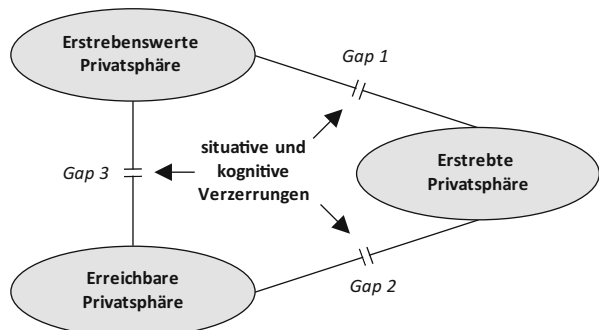 Erstrebenswerte
Privatsphäre
Gap 1
situative und
kognitive
Verzerrungen
Erstrebte
Privatsphäre
Gap 3
Erreichbare
Privatsphäre
Gap 2